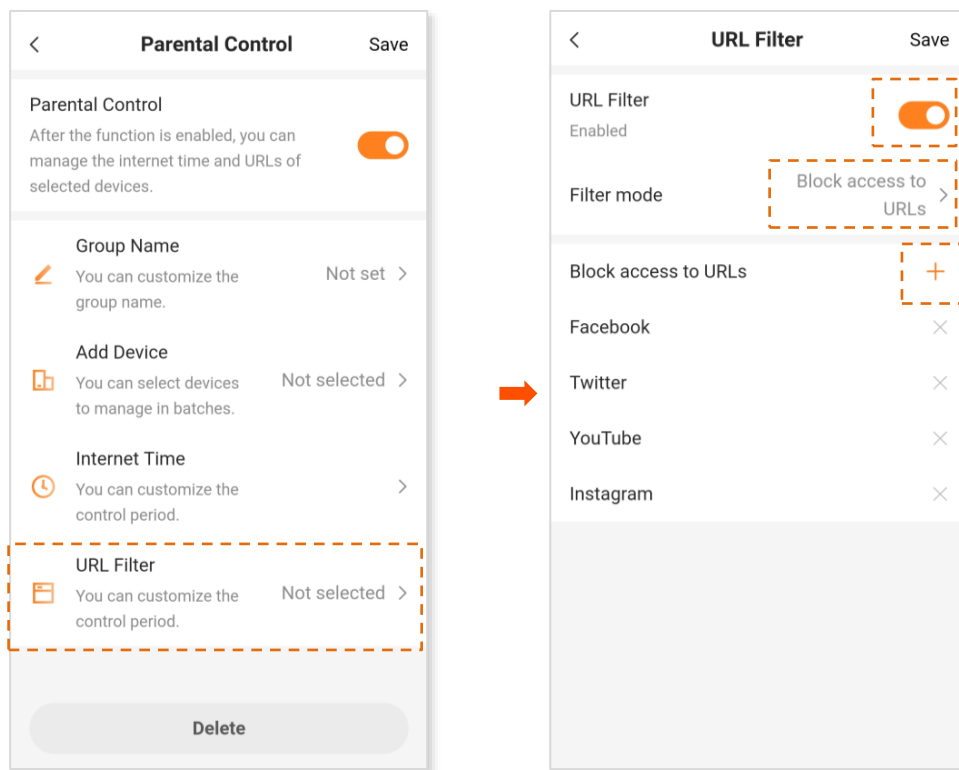 Parental Control
Save
Parental Control
After the function is enabled, you can
manage the internet time and URLs of
selected devices.
Group Name
You can customize the
group name.
Not set
Add Device
You can select devices
to manage in batches.
Not selected
Internet Time
You can customize the
control period.
URL Filter
You can customize the
control period.
Not selected
Delete
URL Filter
Save
URL Filter
Enabled
Filter mode
Block access to
URLs
Block access to URLs
Facebook
Twitter
YouTube
Instagram